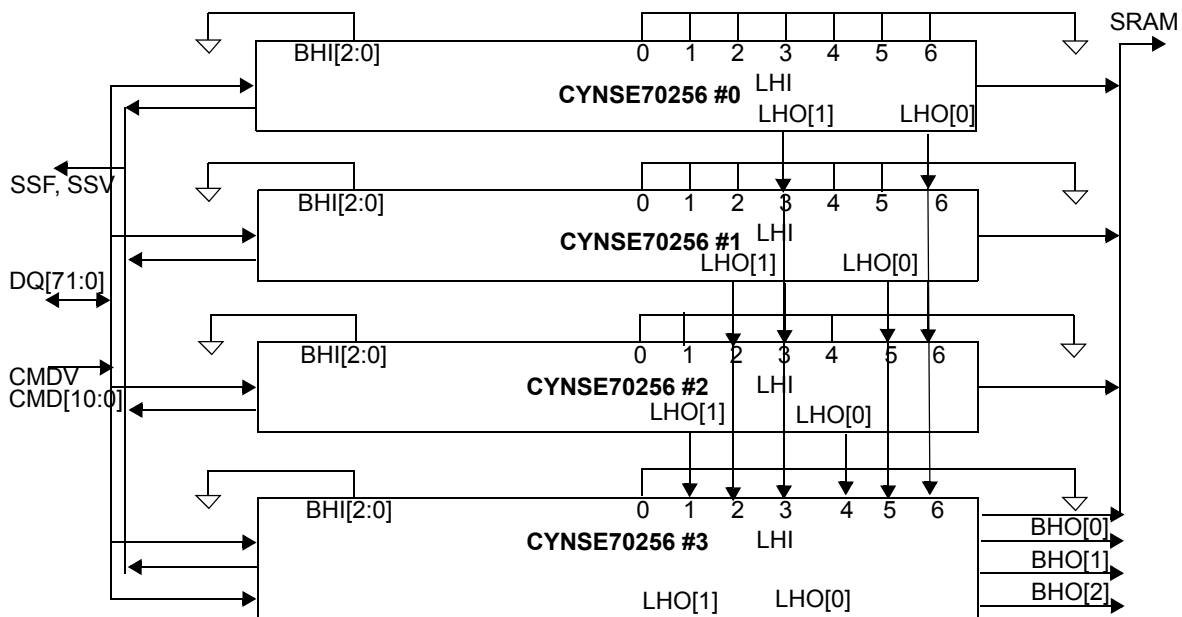 SRAM
BHI[2:0] 0 1 2 3 4 5 6
LHI
CYNSE70256 #0
LHO[1] LHO[0]
SSF, SSV
BHI[2:0] 0 1 2 3 4 5 6
LHI
CYNSE70256 #1
LHO[1] LHO[0]
DQ[71:0]
BHI[2:0] 0 1 2 3 4 5 6
CMDV
CYNSE70256 #2 LHI
CMD[10:0]
LHO[1] LHO[0]
BHI[2:0] 0 1 2 3 4 5 6
BHO[0]
CYNSE70256 #3 LHI
BHO[1]
BHO[2]
LHO[1] LHO[0]